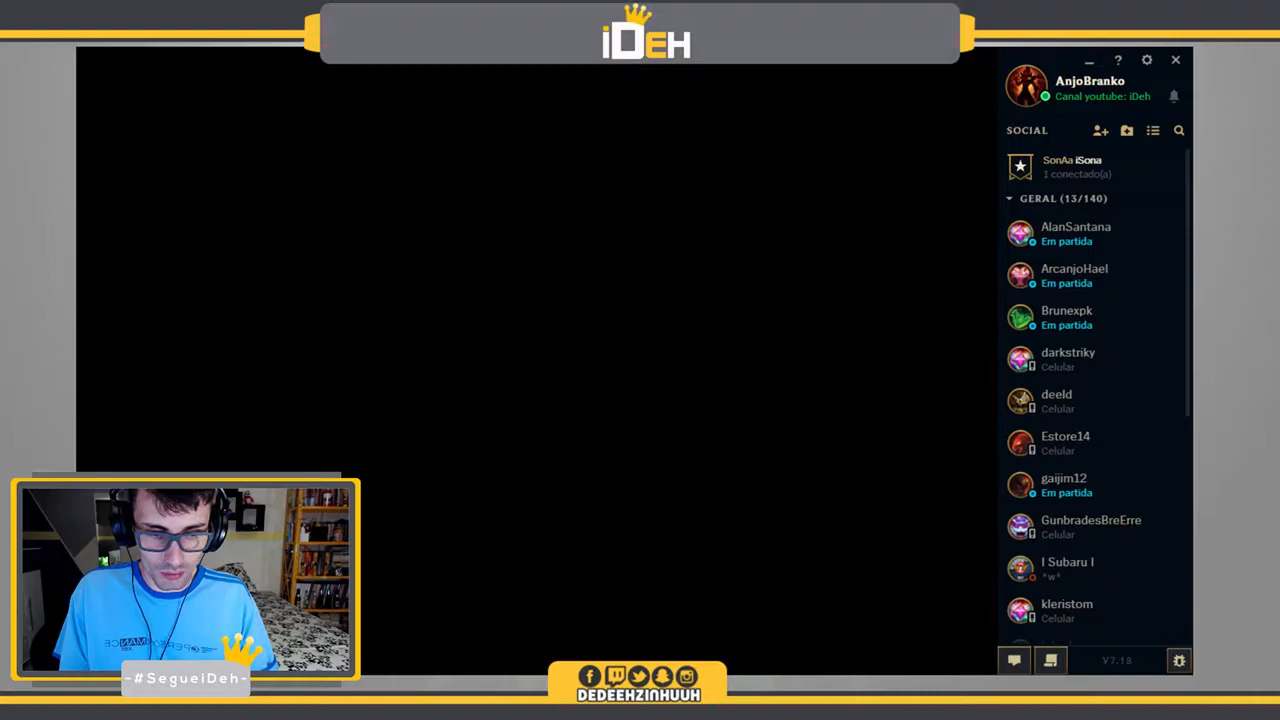 iDEH
AnjoBranko
Canal youtube: iDeh
SOCIAL
SonAa iSona
1 conectado(a)
GERAL (13/140)
AlanSantana
Em partida
ArcanjoHael
Em partida
Brunexpk
Em partida
darkstriky
Celular
deeld
Celular
Estore14
Celular
gaijim12
Em partida
GunbradesBreErre
Celular
I Subaru I
*w*
kleristom
Celular
V7.18
-#SegueiDeh-
DEDEEHZINHUUH